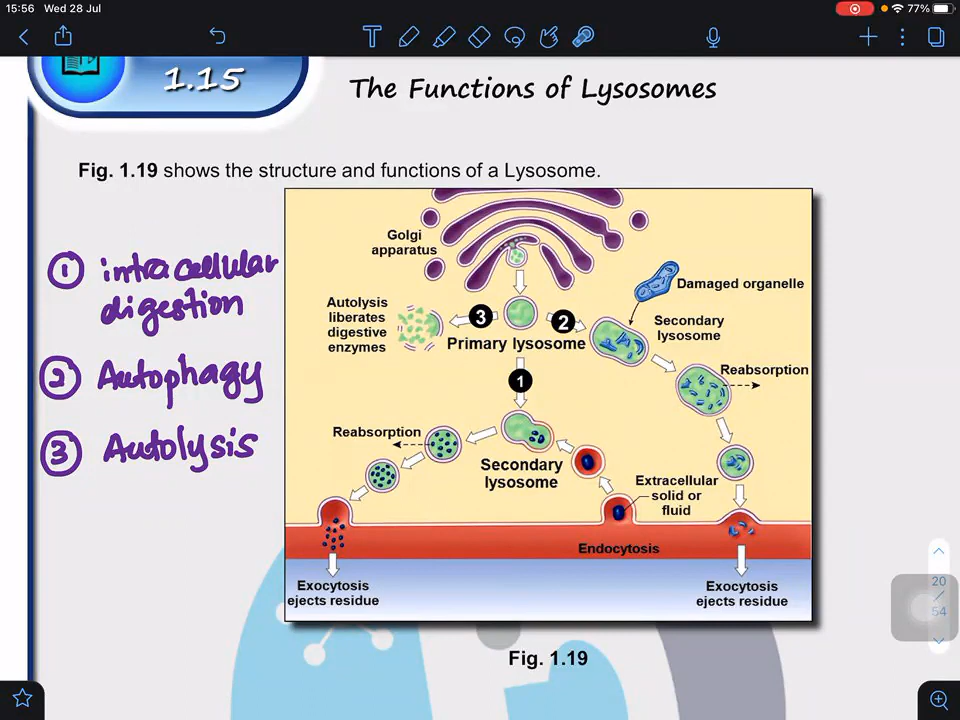 15:56 Wed 28 Jul
77%
1.15
The Functions of Lysosomes
Fig. 1.19 shows the structure and functions of a Lysosome.
1 intracellular
digestion
2 Autophagy
3 Autolysis
Golgi
apparatus
Autolysis
liberates
digestive
enzymes
3
2
Primary lysosome
1
Damaged organelle
Secondary
lysosome
Reabsorption
Reabsorption
Secondary
lysosome
Extracellular
solid or
fluid
Endocytosis
Exocytosis
ejects residue
Exocytosis
ejects residue
Fig. 1.19
20
/
54